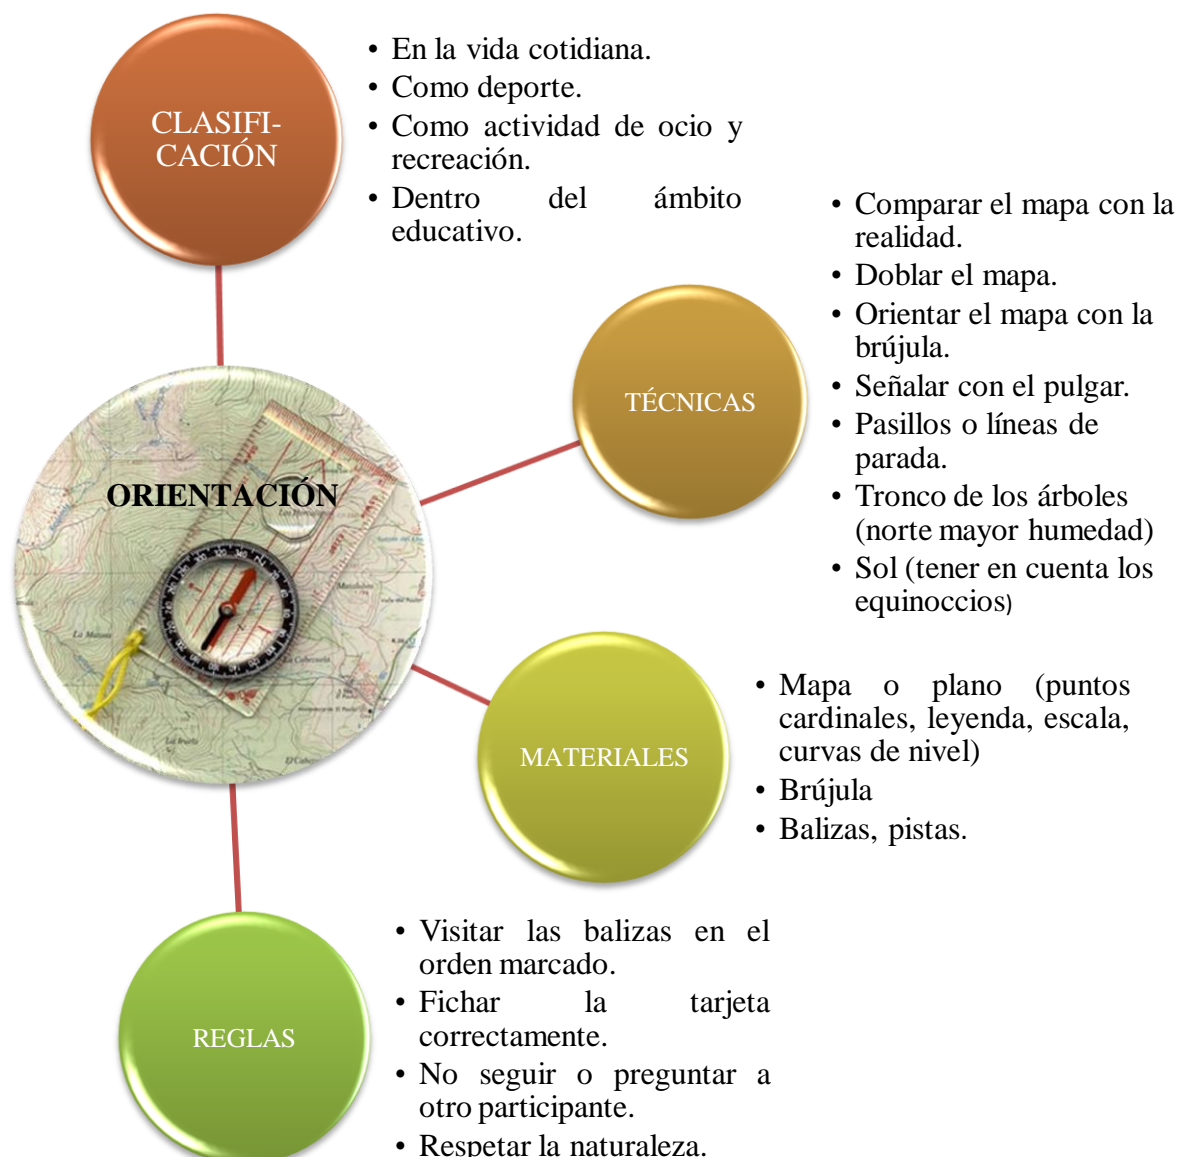 CLASIFI-
CACIÓN
• En la vida cotidiana.
• Como deporte.
• Como actividad de ocio y
recreación.
• Dentro del ámbito
educativo.
TÉCNICAS
• Comparar el mapa con la
realidad.
• Doblar el mapa.
• Orientar el mapa con la
brújula.
• Señalar con el pulgar.
• Pasillos o líneas de
parada.
• Tronco de los árboles
(norte mayor humedad)
• Sol (tener en cuenta los
equinoccios)
ORIENTACIÓN
La Cabezuela
MATERIALES
• Mapa o plano (puntos
cardinales, leyenda, escala,
curvas de nivel)
• Brújula
• Balizas, pistas.
REGLAS
• Visitar las balizas en el
orden marcado.
• Fichar la tarjeta
correctamente.
• No seguir o preguntar a
otro participante.
• Respetar la naturaleza.